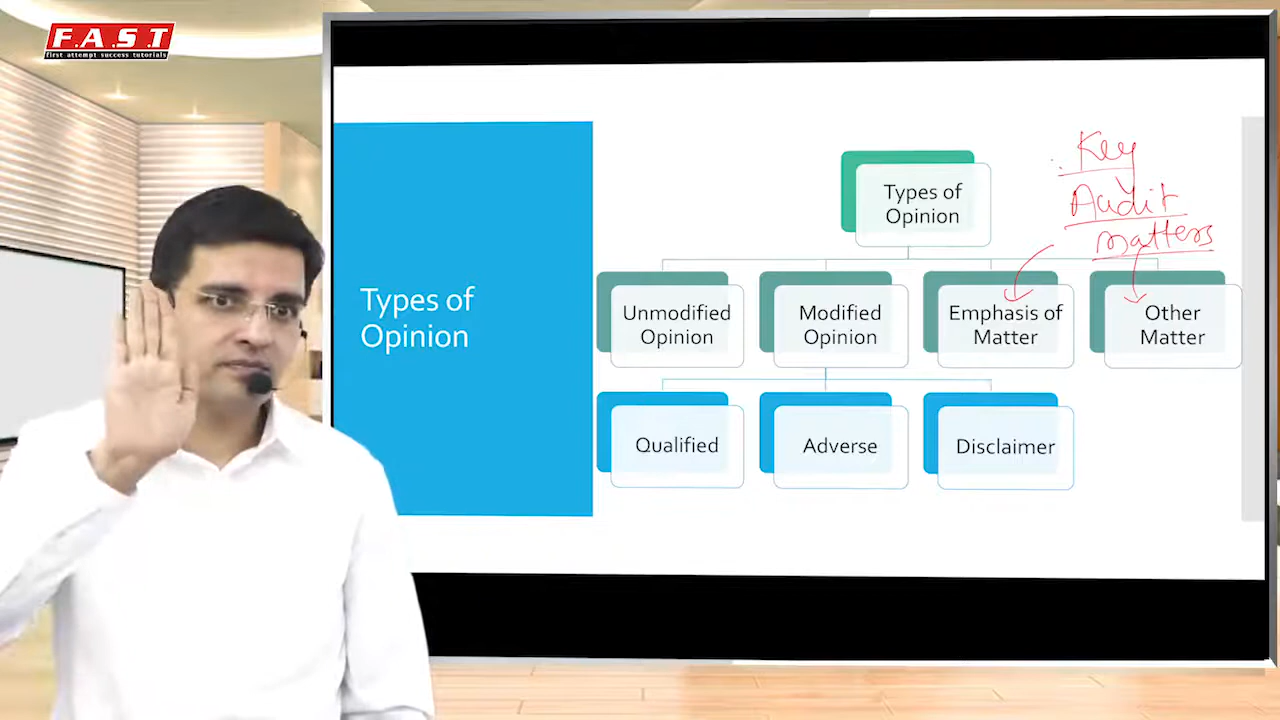 F.A.S.T
first attempt success tutorials
Types of
Opinion
Key
Audit
matters
Types of
Opinion
Unmodified
Opinion
Modified
Opinion
Emphasis of
Matter
Other
Matter
Qualified
Adverse
Disclaimer